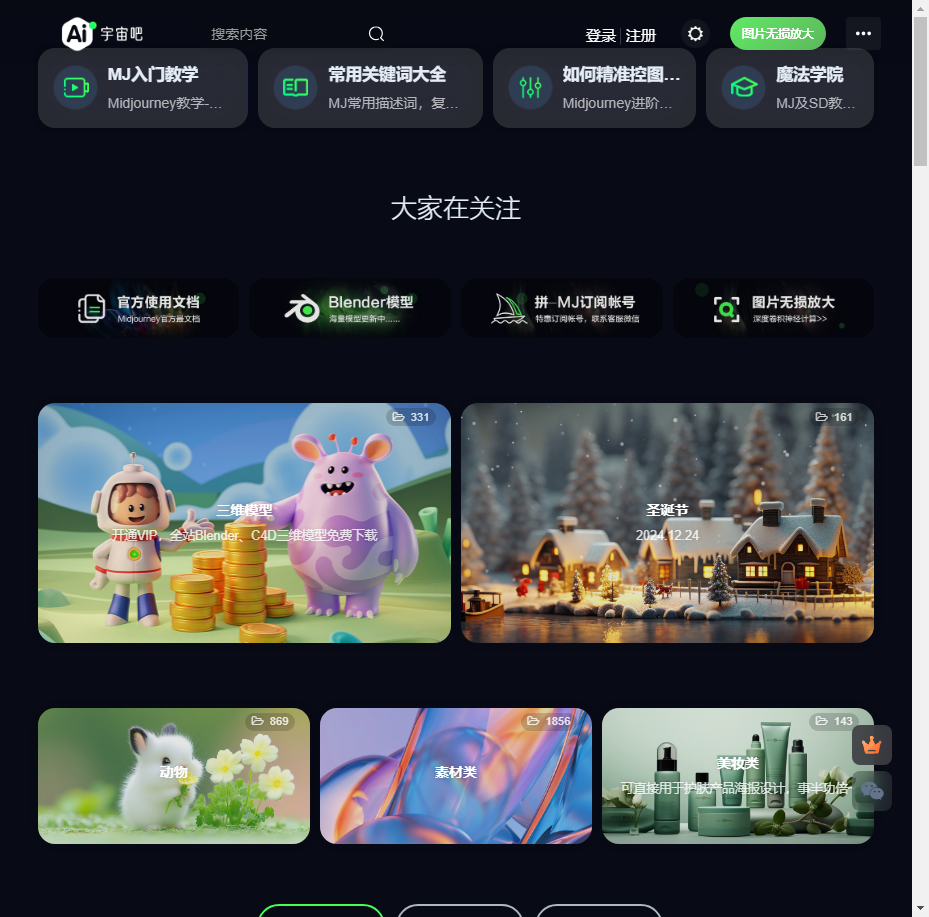 Ai 宇宙吧
搜索内容
登录 注册
图片无损放大
MJ入门教学
Midjourney教学-...
常用关键词大全
MJ常用描述词，复...
如何精准控图...
Midjourney进阶...
魔法学院
MJ及SD教...
大家在关注
官方使用文档
Midjourney官方最文档
Blender模型
海量模型更新中......
拼—MJ订阅帐号
特惠订阅帐号，联系客服微信
图片无损放大
深度卷积神经计算>>
331
三维模型
开通VIP，全站Blender、C4D三维模型免费下载
161
圣诞节
2024.12.24
869
动物
1856
素材类
143
美妆类
可直接用于护肤产品海报设计，事半功倍